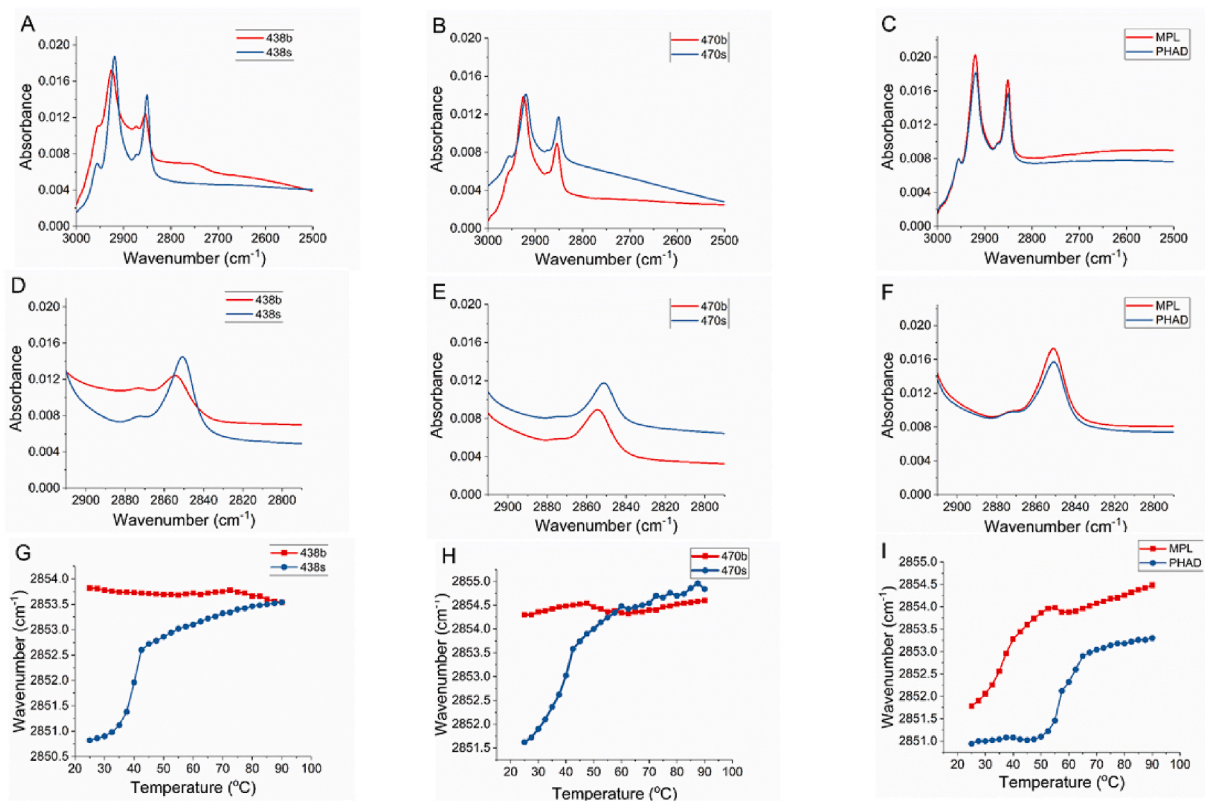 A
438b
438s
0.020
0.016
0.012
0.008
0.004
0.000
Absorbance
3000 2900 2800 2700 2600 2500
Wavenumber (cm⁻¹)
B
470b
470s
0.020
0.016
0.012
0.008
0.004
0.000
Absorbance
3000 2900 2800 2700 2600 2500
Wavenumber (cm⁻¹)
C
MPL
PHAD
0.020
0.016
0.012
0.008
0.004
0.000
Absorbance
3000 2900 2800 2700 2600 2500
Wavenumber (cm⁻¹)
D
438b
438s
0.020
0.016
0.012
0.008
0.004
0.000
Absorbance
2900 2880 2860 2840 2820 2800
Wavenumber (cm⁻¹)
E
470b
470s
0.020
0.016
0.012
0.008
0.004
0.000
Absorbance
2900 2880 2860 2840 2820 2800
Wavenumber (cm⁻¹)
F
MPL
PHAD
0.020
0.016
0.012
0.008
0.004
0.000
Absorbance
2900 2880 2860 2840 2820 2800
Wavenumber (cm⁻¹)
G
438b
438s
2854.0
2853.5
2853.0
2852.5
2852.0
2851.5
2851.0
2850.5
Wavenumber (cm⁻¹)
20 30 40 50 60 70 80 90 100
Temperature (°C)
H
470b
470s
2855.0
2854.5
2854.0
2853.5
2853.0
2852.5
2852.0
2851.5
Wavenumber (cm⁻¹)
20 30 40 50 60 70 80 90 100
Temperature (°C)
I
MPL
PHAD
2855.0
2854.5
2854.0
2853.0
2852.5
2852.0
2851.0
Wavenumber (cm⁻¹)
20 30 40 50 60 70 80 90 100
Temperature (°C)